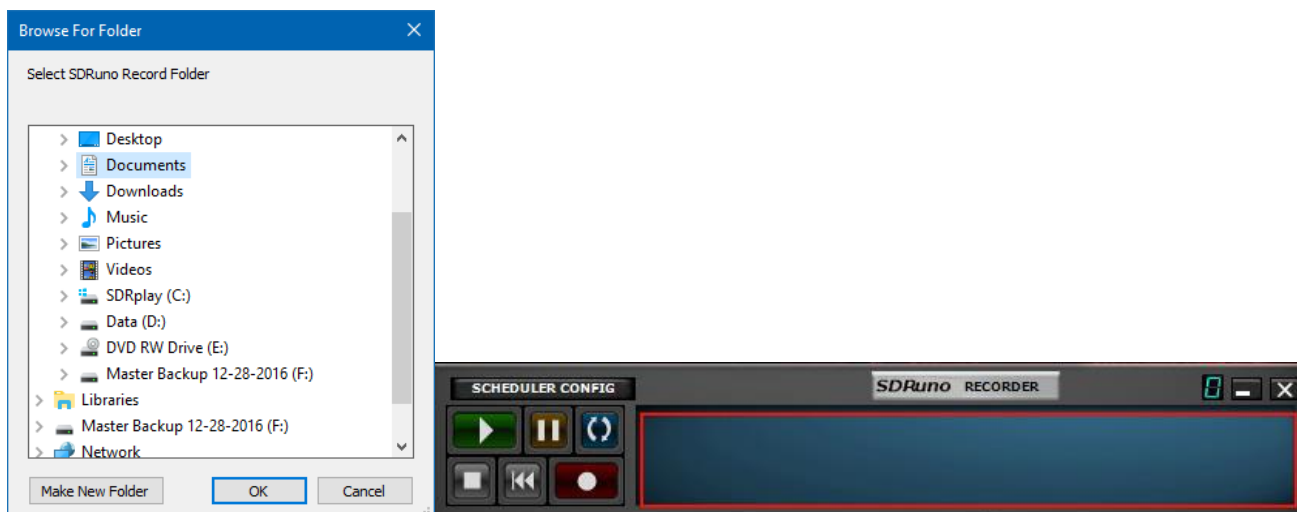 Browse For Folder
Select SDRuno Record Folder
Desktop
Documents
Downloads
Music
Pictures
Videos
SDRplay (C:)
Data (D:)
DVD RW Drive (E:)
Master Backup 12-28-2016 (F:)
Libraries
Master Backup 12-28-2016 (F:)
Network
Make New Folder OK Cancel
SCHEDULER CONFIG SDRuno RECORDER 0